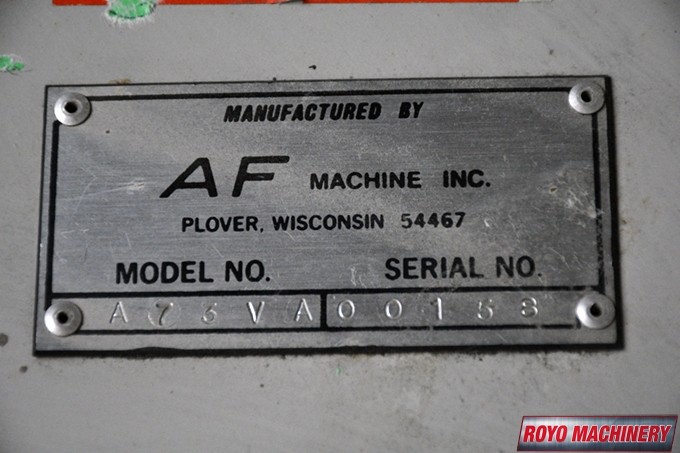 MANUFACTURED BY
AF MACHINE INC.
PLOVER, WISCONSIN 54467
MODEL NO. SERIAL NO.
A73VA 00158
ROYO MACHINERY